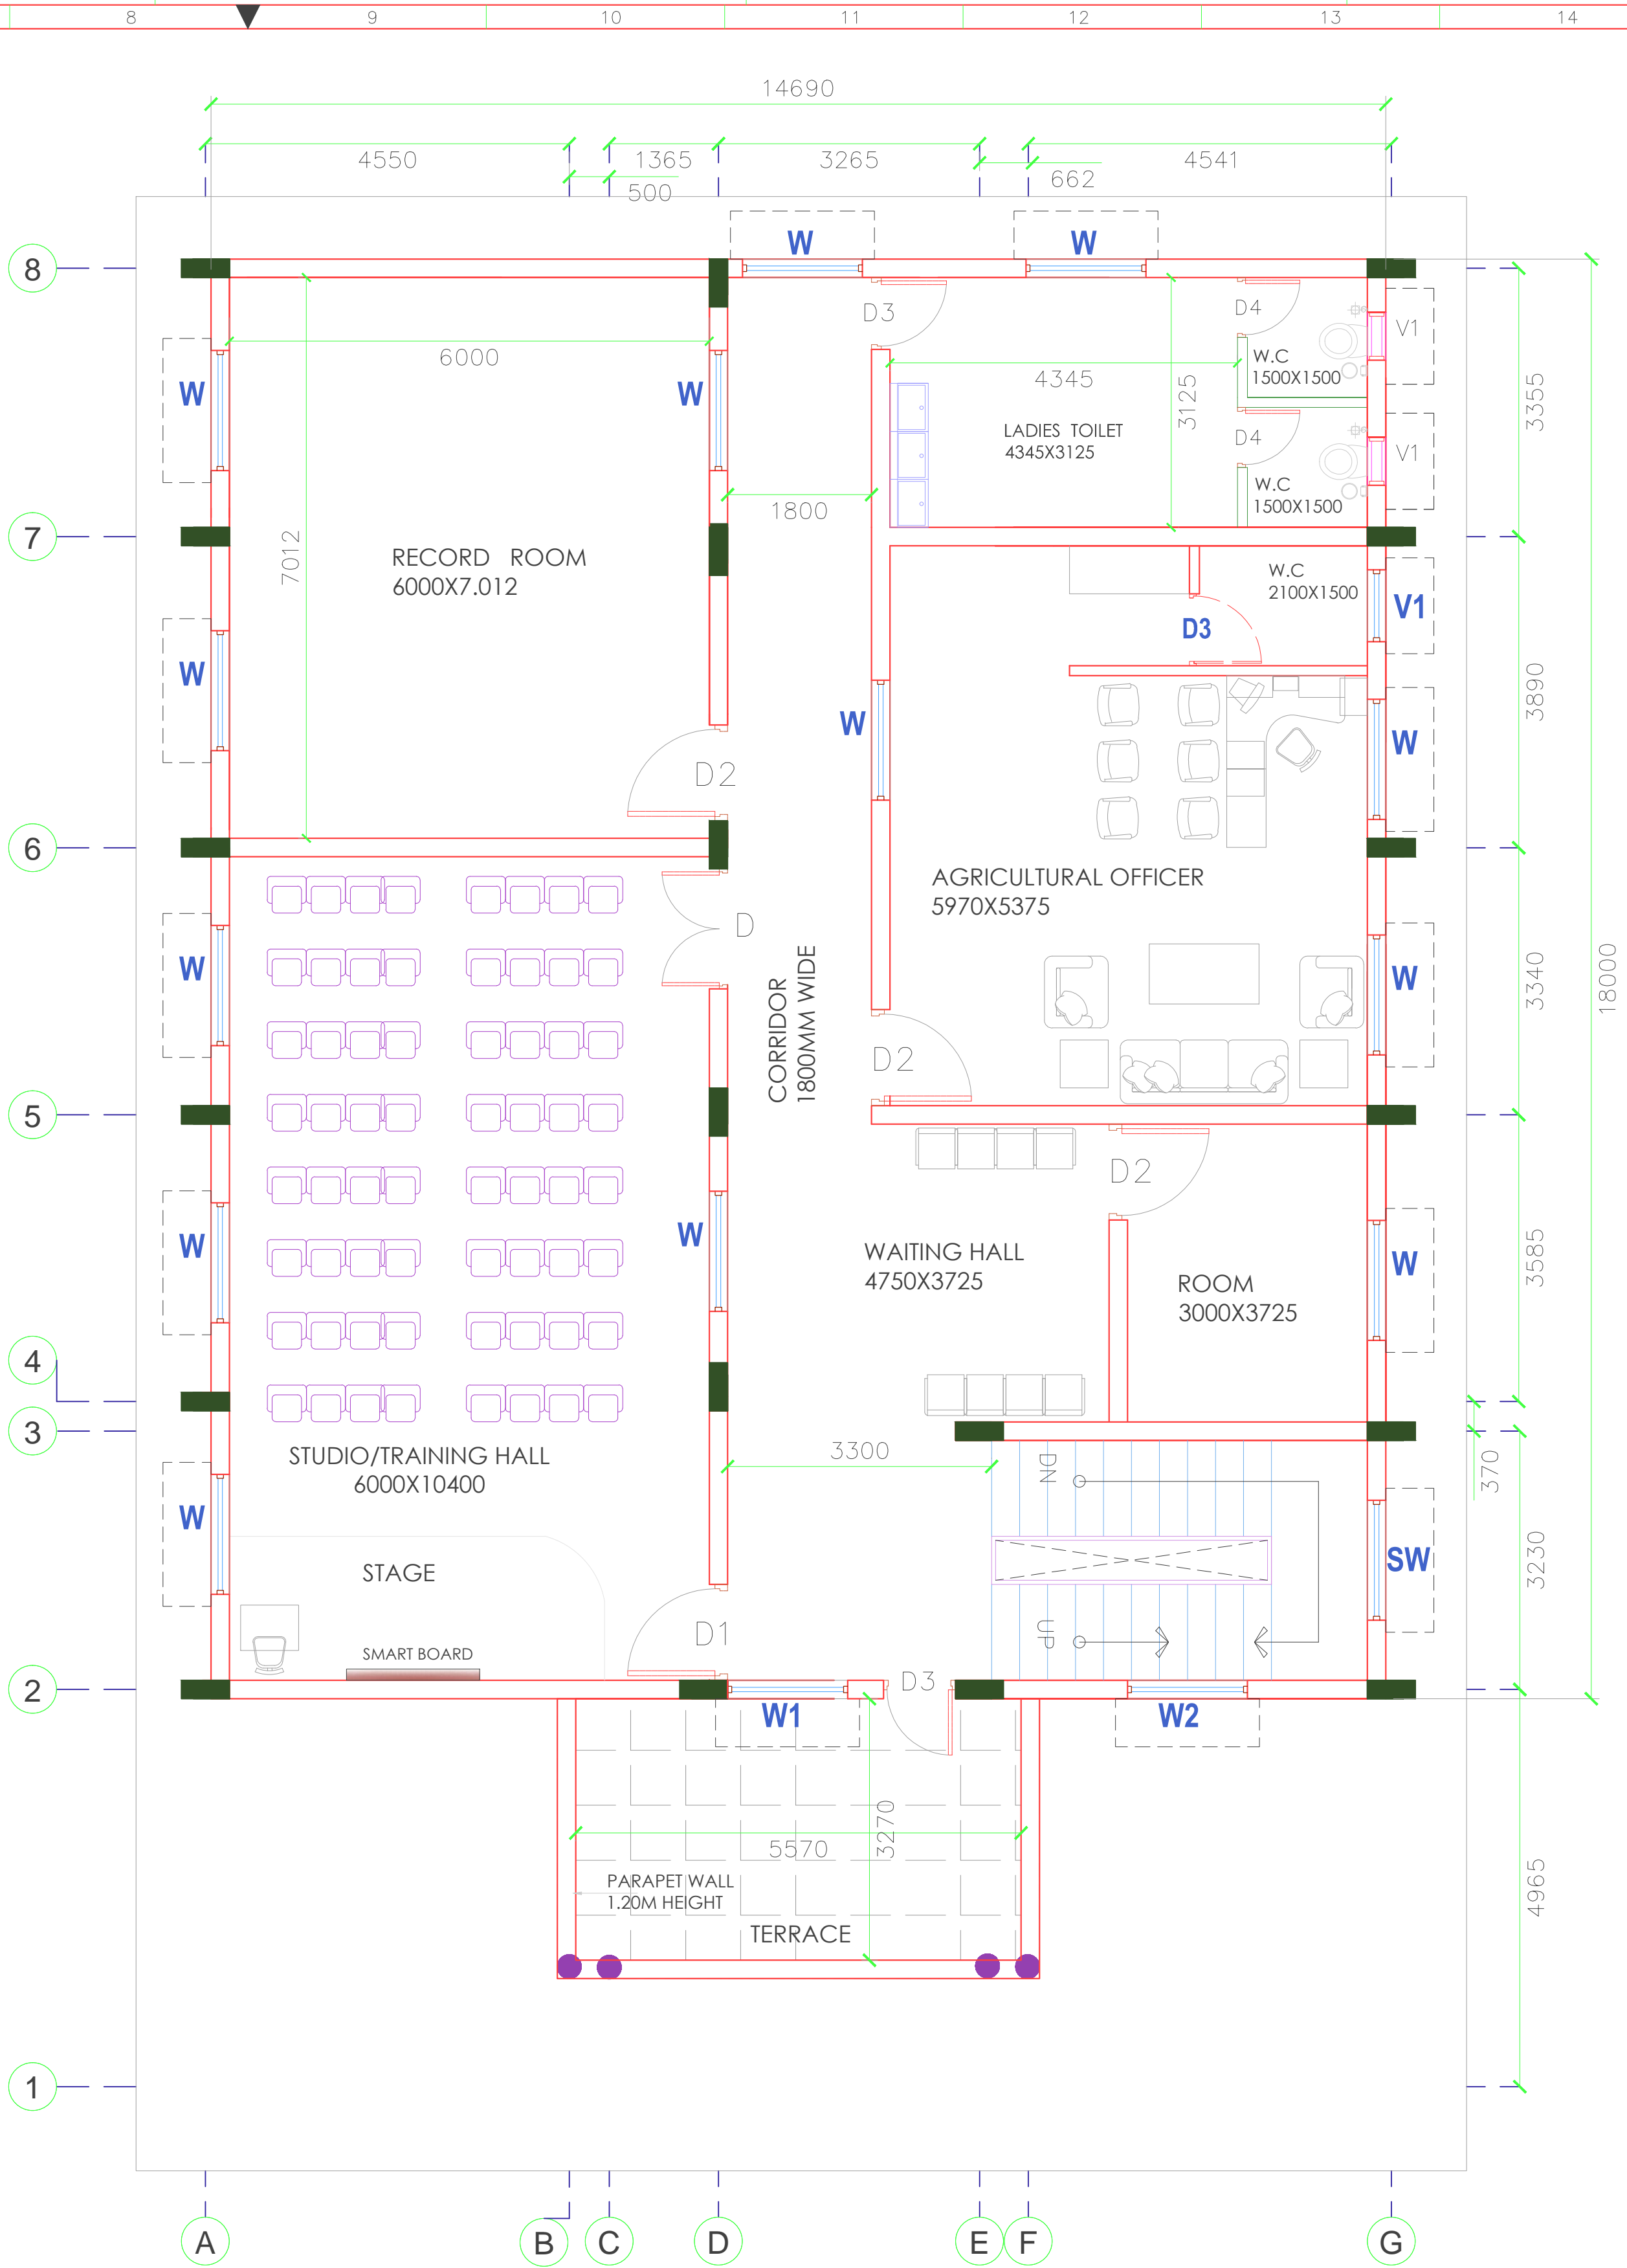 8 9 10 11 12 13 14
14690
4550 1365 3265 4541
500 662
W W
8
D3 D4 V1
6000
W.C
1500X1500
4345
W W
3125
3355
LADIES TOILET
4345X3125
D4 V1
W.C
1500X1500
1800
7
7012
RECORD ROOM
6000X7.012
W.C
2100X1500
V1
D3
3890
W
W
W
D2
6
AGRICULTURAL OFFICER
5970X5375
D
W
W
CORRIDOR
1800MM WIDE
3340
18000
D2
5
D2
W
W
WAITING HALL
4750X3725
W
ROOM
3000X3725
3585
4
3
STUDIO/TRAINING HALL
6000X10400
3300
DN
370
W
STAGE
SW
3230
D1
UP
SMART BOARD
2
D3
W1
W2
5570
3270
PARAPET WALL
1.20M HEIGHT
TERRACE
4965
1
A B C D E F G